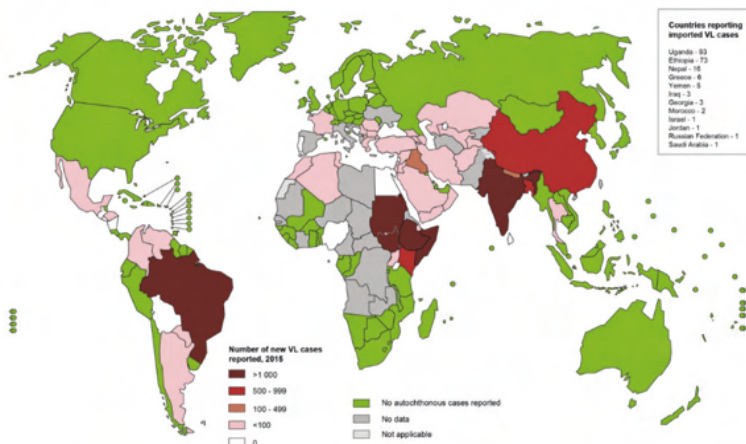 Countries reporting
imported VL cases
Uganda - 93
Ethiopia - 73
Nepal - 16
Greece - 6
Yemen - 5
Iraq - 3
Georgia - 3
Morocco - 2
Israel - 1
Jordan - 1
Russian Federation - 1
Saudi Arabia - 1
Number of new VL cases
reported, 2015
>1 000
500 - 999
100 - 499
<100
0
No autochthonous cases reported
No data
Not applicable